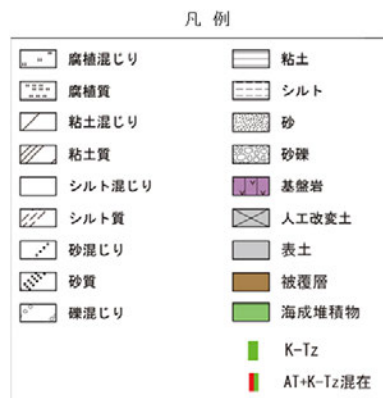 凡 例
腐植混じり
腐植質
粘土混じり
粘土質
シルト混じり
シルト質
砂混じり
砂質
礫混じり
粘土
シルト
砂
砂礫
基盤岩
人工改変土
表土
被覆層
海成堆積物
K-Tz
AT+K-Tz混在